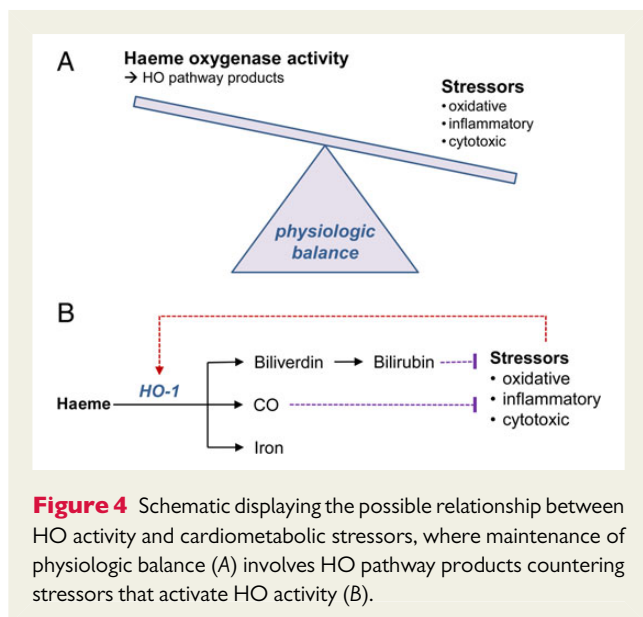 A
Haeme oxygenase activity
→ HO pathway products
Stressors
• oxidative
• inflammatory
• cytotoxic
physiologic
balance
B
Haeme
HO-1
Biliverdin
Bilirubin
CO
Iron
Stressors
• oxidative
• inflammatory
• cytotoxic
Figure 4 Schematic displaying the possible relationship between
HO activity and cardiometabolic stressors, where maintenance of
physiologic balance (A) involves HO pathway products countering
stressors that activate HO activity (B).